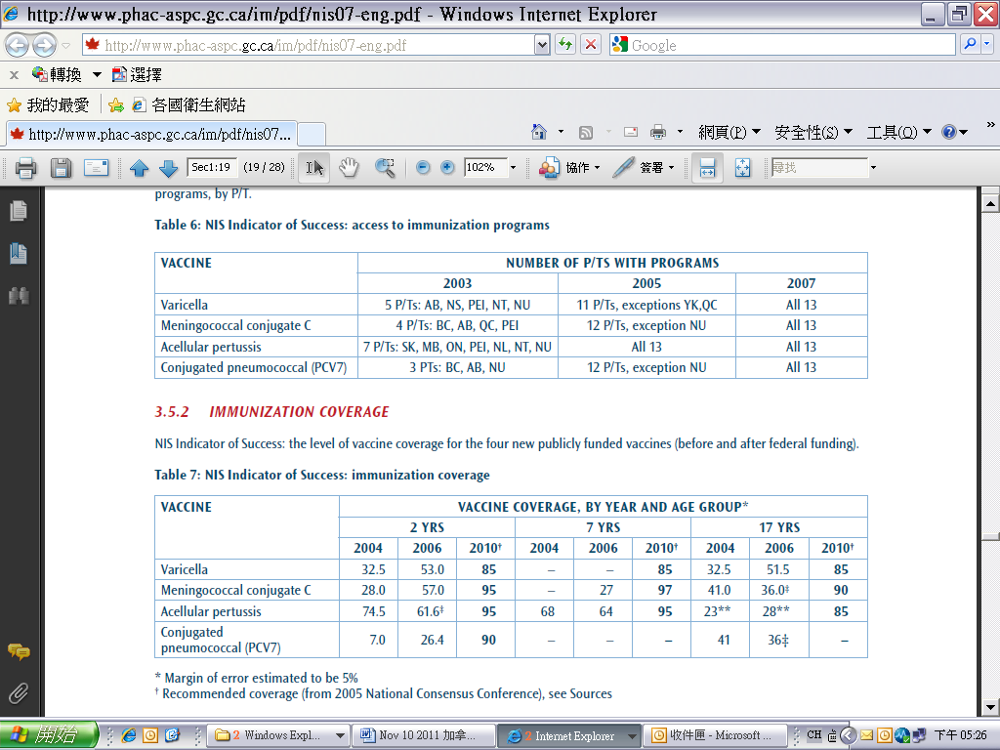 http://www.phac-aspc.gc.ca/im/pdf/nis07-eng.pdf - Windows Internet Explorer
http://www.phac-aspc.gc.ca/im/pdf/nis07-eng.pdf Google
x 轉換 選擇
我的最愛 各國衛生網站
http://www.phac-aspc.gc.ca/im/pdf/nis07... 網頁(P) 安全性(S) 工具(O) »
Sec1:19 (19 / 28) 102% 協作 簽署 尋找
programs, by P/T.
Table 6: NIS Indicator of Success: access to immunization programs
VACCINE NUMBER OF P/TS WITH PROGRAMS
2003 2005 2007
Varicella 5 P/Ts: AB, NS, PEI, NT, NU 11 P/Ts, exceptions YK,QC All 13
Meningococcal conjugate C 4 P/Ts: BC, AB, QC, PEI 12 P/Ts, exception NU All 13
Acellular pertussis 7 P/Ts: SK, MB, ON, PEI, NL, NT, NU All 13 All 13
Conjugated pneumococcal (PCV7) 3 PTs: BC, AB, NU 12 P/Ts, exception NU All 13
3.5.2 IMMUNIZATION COVERAGE
NIS Indicator of Success: the level of vaccine coverage for the four new publicly funded vaccines (before and after federal funding).
Table 7: NIS Indicator of Success: immunization coverage
VACCINE VACCINE COVERAGE, BY YEAR AND AGE GROUP*
2 YRS 7 YRS 17 YRS
2004 2006 2010† 2004 2006 2010† 2004 2006 2010†
Varicella 32.5 53.0 85 – – 85 32.5 51.5 85
Meningococcal conjugate C 28.0 57.0 95 – 27 97 41.0 36.0‡ 90
Acellular pertussis 74.5 61.6‡ 95 68 64 95 23** 28** 85
Conjugated
pneumococcal (PCV7) 7.0 26.4 90 – – – 41 36‡ –
* Margin of error estimated to be 5%
† Recommended coverage (from 2005 National Consensus Conference), see Sources
開始 2 Windows Expl... Nov 10 2011 加拿... 2 Internet Explorer 收件匣 - Microsoft ... CH 下午 05:26